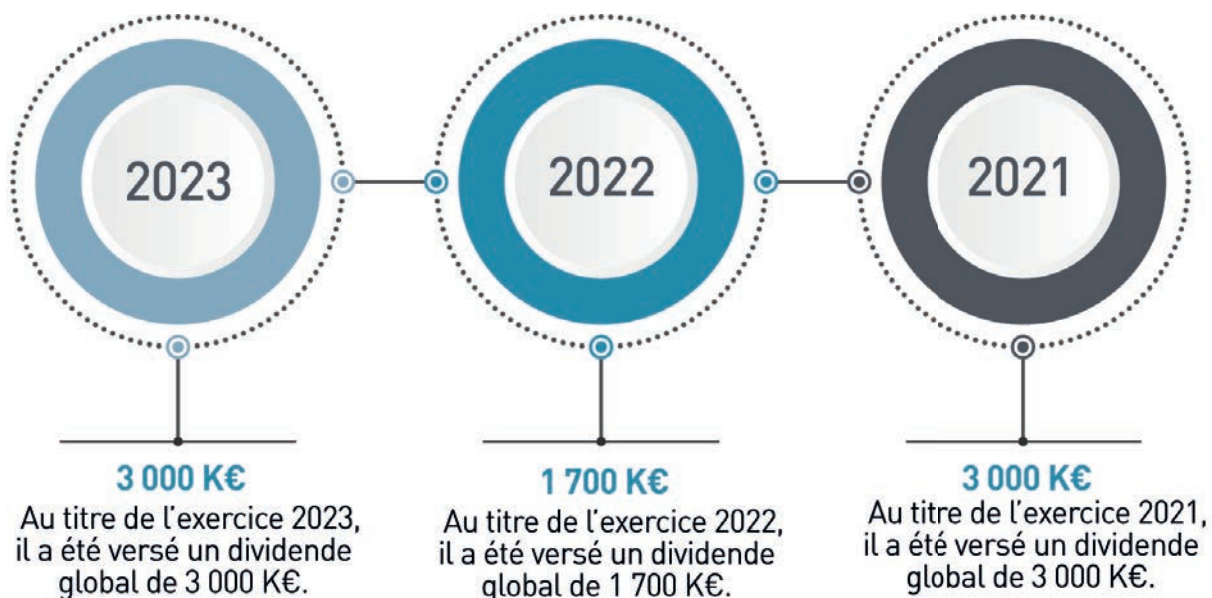 2023
3 000 K€
Au titre de l'exercice 2023,
il a été versé un dividende
global de 3 000 K€.
2022
1 700 K€
Au titre de l'exercice 2022,
il a été versé un dividende
global de 1 700 K€.
2021
3 000 K€
Au titre de l'exercice 2021,
il a été versé un dividende
global de 3 000 K€.